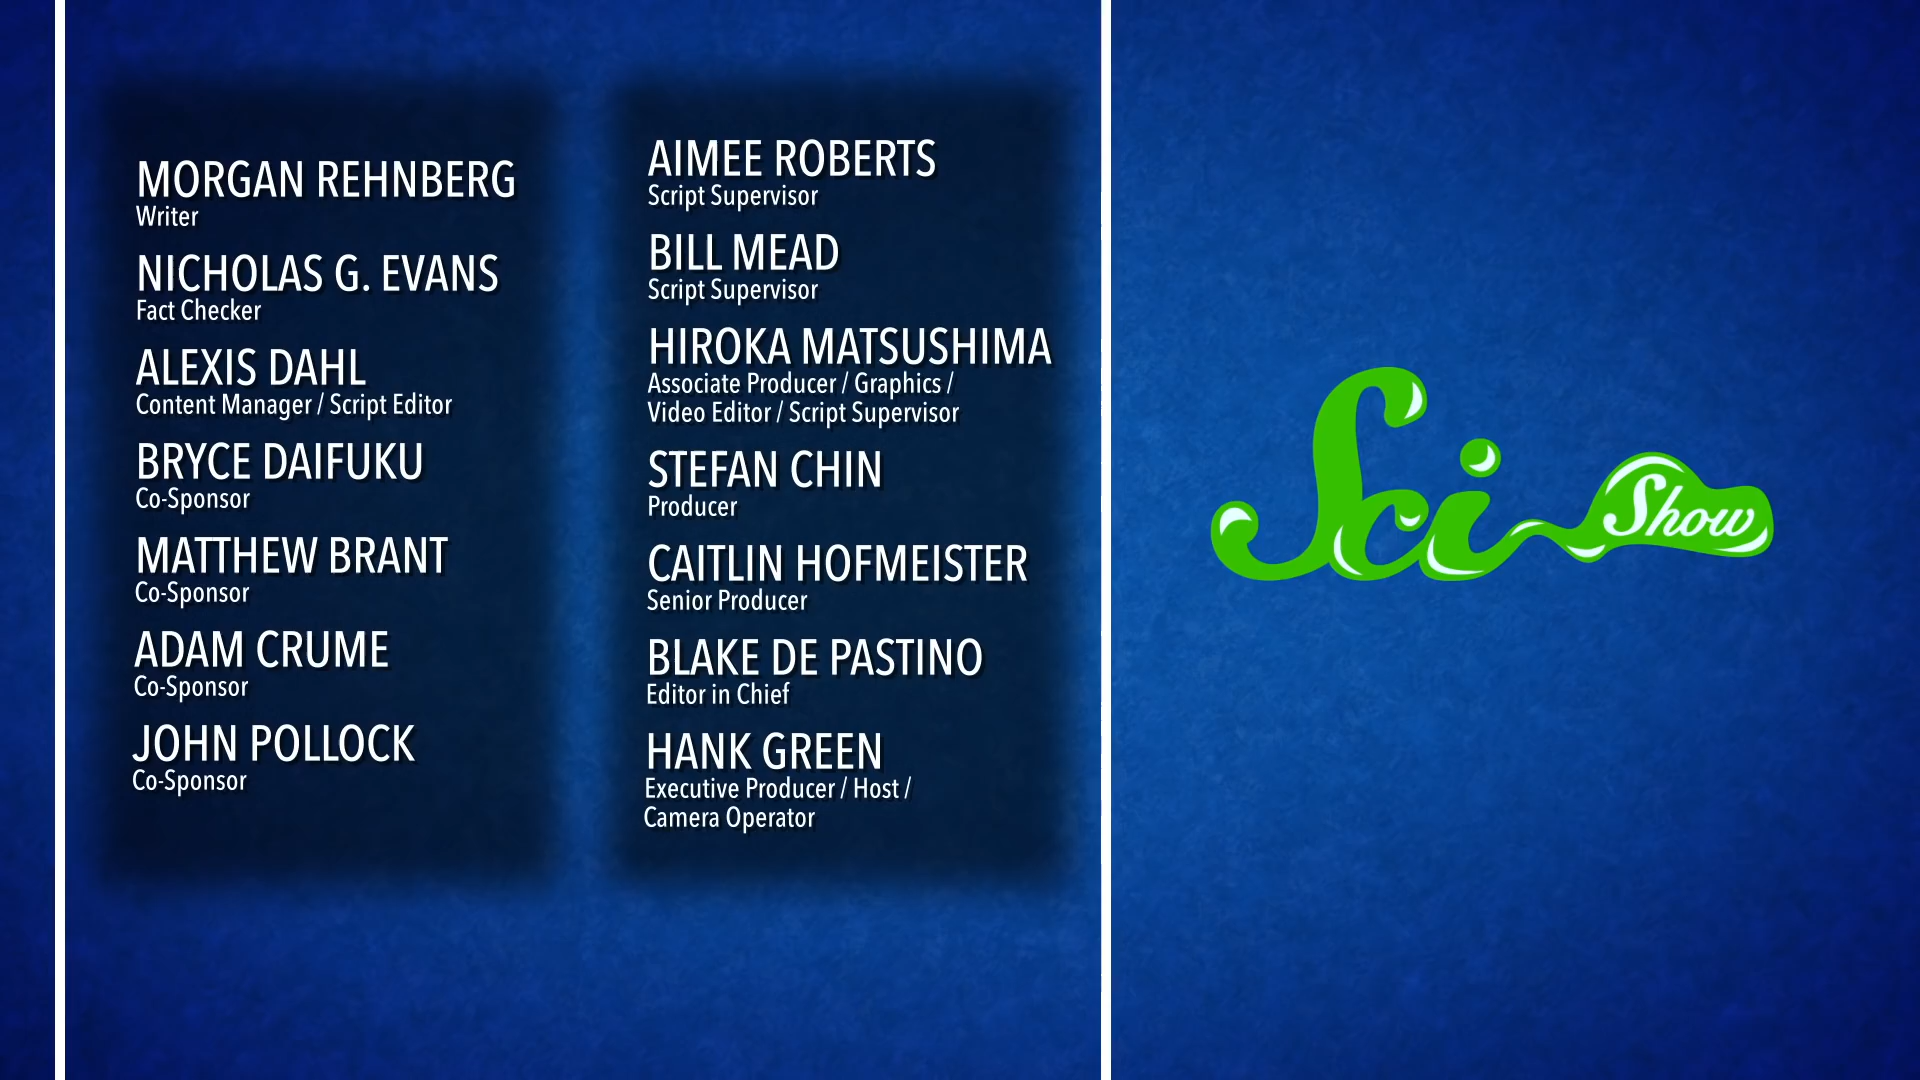 MORGAN REHNBERG
Writer
NICHOLAS G. EVANS
Fact Checker
ALEXIS DAHL
Content Manager / Script Editor
BRYCE DAIFUKU
Co-Sponsor
MATTHEW BRANT
Co-Sponsor
ADAM CRUME
Co-Sponsor
JOHN POLLOCK
Co-Sponsor
AIMEE ROBERTS
Script Supervisor
BILL MEAD
Script Supervisor
HIROKA MATSUSHIMA
Associate Producer / Graphics /
Video Editor / Script Supervisor
STEFAN CHIN
Producer
CAITLIN HOFMEISTER
Senior Producer
BLAKE DE PASTINO
Editor in Chief
HANK GREEN
Executive Producer / Host /
Camera Operator
Sci Show